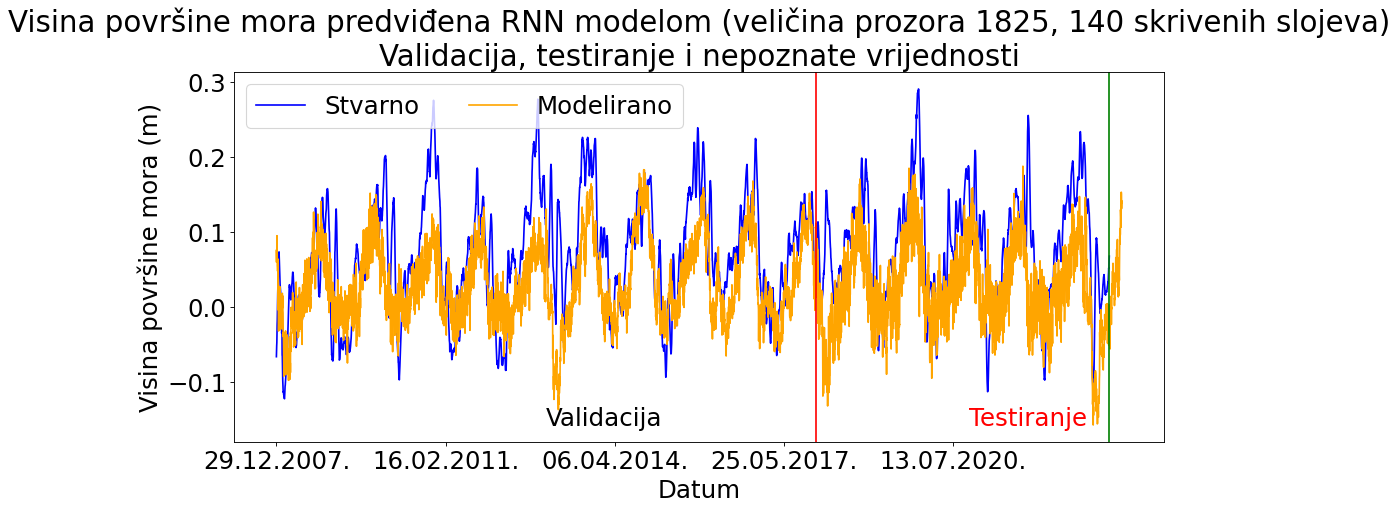 Visina površine mora predviđena RNN modelom (veličina prozora 1825, 140 skrivenih slojeva)
Validacija, testiranje i nepoznate vrijednosti
Stvarno
Modelirano
Visina površine mora (m)
0.3
0.2
0.1
0.0
−0.1
Validacija
Testiranje
29.12.2007.
16.02.2011.
06.04.2014.
25.05.2017.
13.07.2020.
Datum